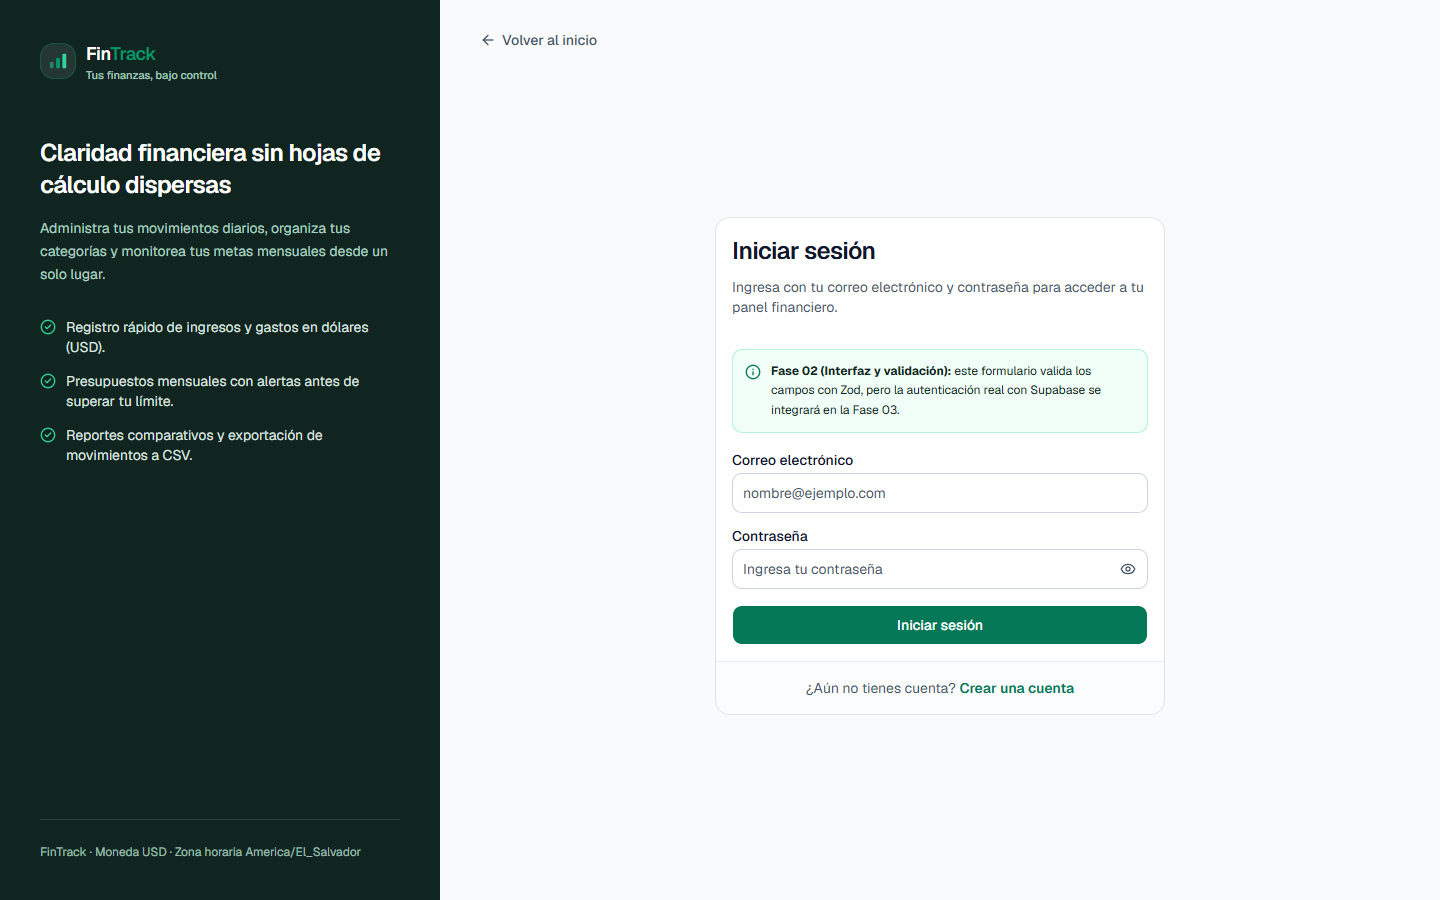 FinTrack
Tus finanzas, bajo control
Claridad financiera sin hojas de
cálculo dispersas
Administra tus movimientos diarios, organiza tus
categorías y monitorea tus metas mensuales desde un
solo lugar.
Registro rápido de ingresos y gastos en dólares
(USD).
Presupuestos mensuales con alertas antes de
superar tu límite.
Reportes comparativos y exportación de
movimientos a CSV.
FinTrack · Moneda USD · Zona horaria America/El_Salvador
Volver al inicio
Iniciar sesión
Ingresa con tu correo electrónico y contraseña para acceder a tu
panel financiero.
Fase 02 (Interfaz y validación): este formulario valida los
campos con Zod, pero la autenticación real con Supabase se
integrará en la Fase 03.
Correo electrónico
nombre@ejemplo.com
Contraseña
Ingresa tu contraseña
Iniciar sesión
¿Aún no tienes cuenta? Crear una cuenta